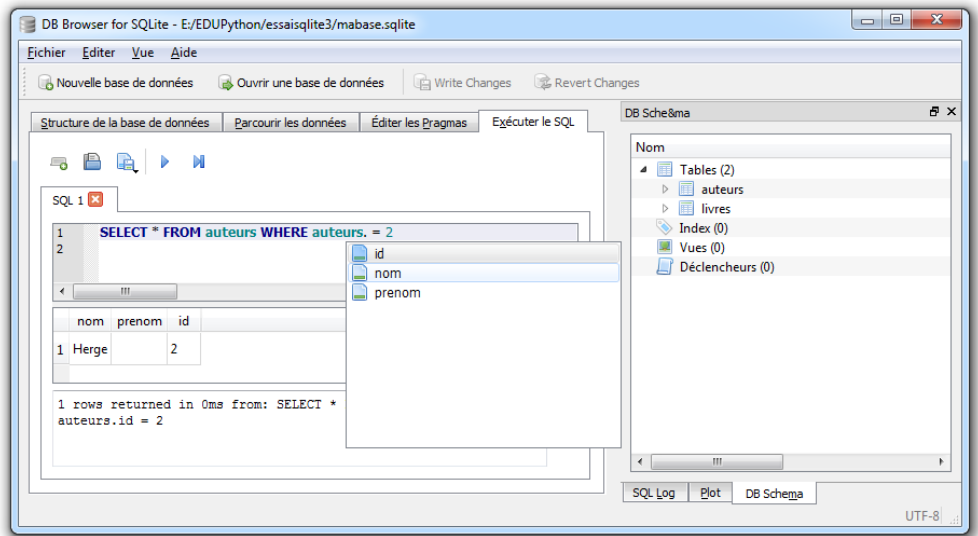 DB Browser for SQLite - E:/EDUPython/essaisqlite3/mabase.sqlite
Fichier Editer Vue Aide
Nouvelle base de données Ouvrir une base de données Write Changes Revert Changes
Structure de la base de données Parcourir les données Éditer les Pragmas Exécuter le SQL
SQL 1
1 SELECT * FROM auteurs WHERE auteurs. = 2
2
id
nom
prenom
nom prenom id
1 Herge 2
1 rows returned in 0ms from: SELECT *
auteurs.id = 2
DB Sche&ma
Nom
Tables (2)
auteurs
livres
Index (0)
Vues (0)
Déclencheurs (0)
SQL Log Plot DB Schema
UTF-8